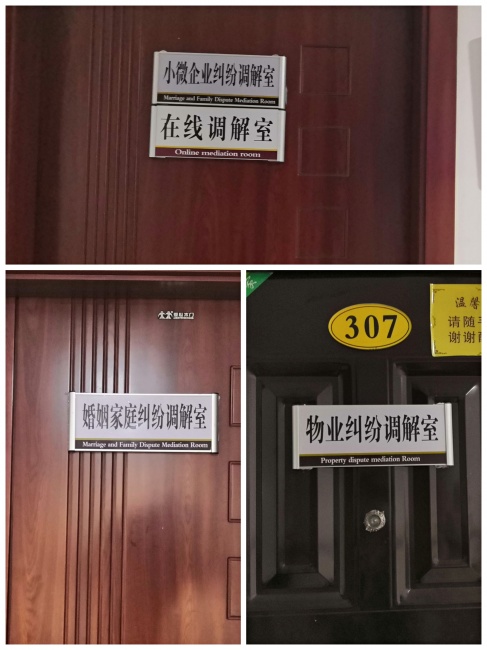 小微企业纠纷调解室
Marriage and Family Dispute Mediation Room
在线调解室
Online mediation room
婚姻家庭纠纷调解室
Marriage and Family Dispute Mediation Room
307
温馨
请随手
谢谢
物业纠纷调解室
Property dispute mediation Room